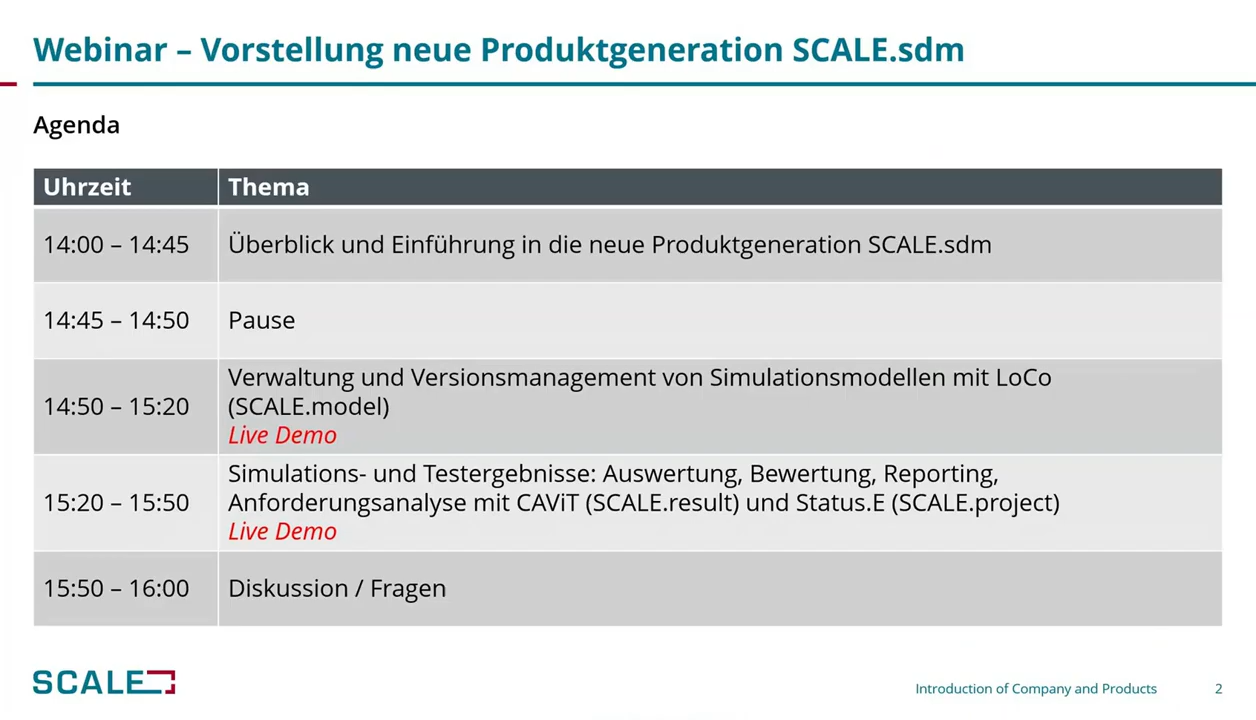 Webinar – Vorstellung neue Produktgeneration SCALE.sdm
Agenda
Uhrzeit Thema
14:00 – 14:45 Überblick und Einführung in die neue Produktgeneration SCALE.sdm
14:45 – 14:50 Pause
Verwaltung und Versionsmanagement von Simulationsmodellen mit LoCo
14:50 – 15:20 (SCALE.model)
Live Demo
Simulations- und Testergebnisse: Auswertung, Bewertung, Reporting,
15:20 – 15:50 Anforderungsanalyse mit CAViT (SCALE.result) und Status.E (SCALE.project)
Live Demo
15:50 – 16:00 Diskussion / Fragen
SCALE
Introduction of Company and Products 2